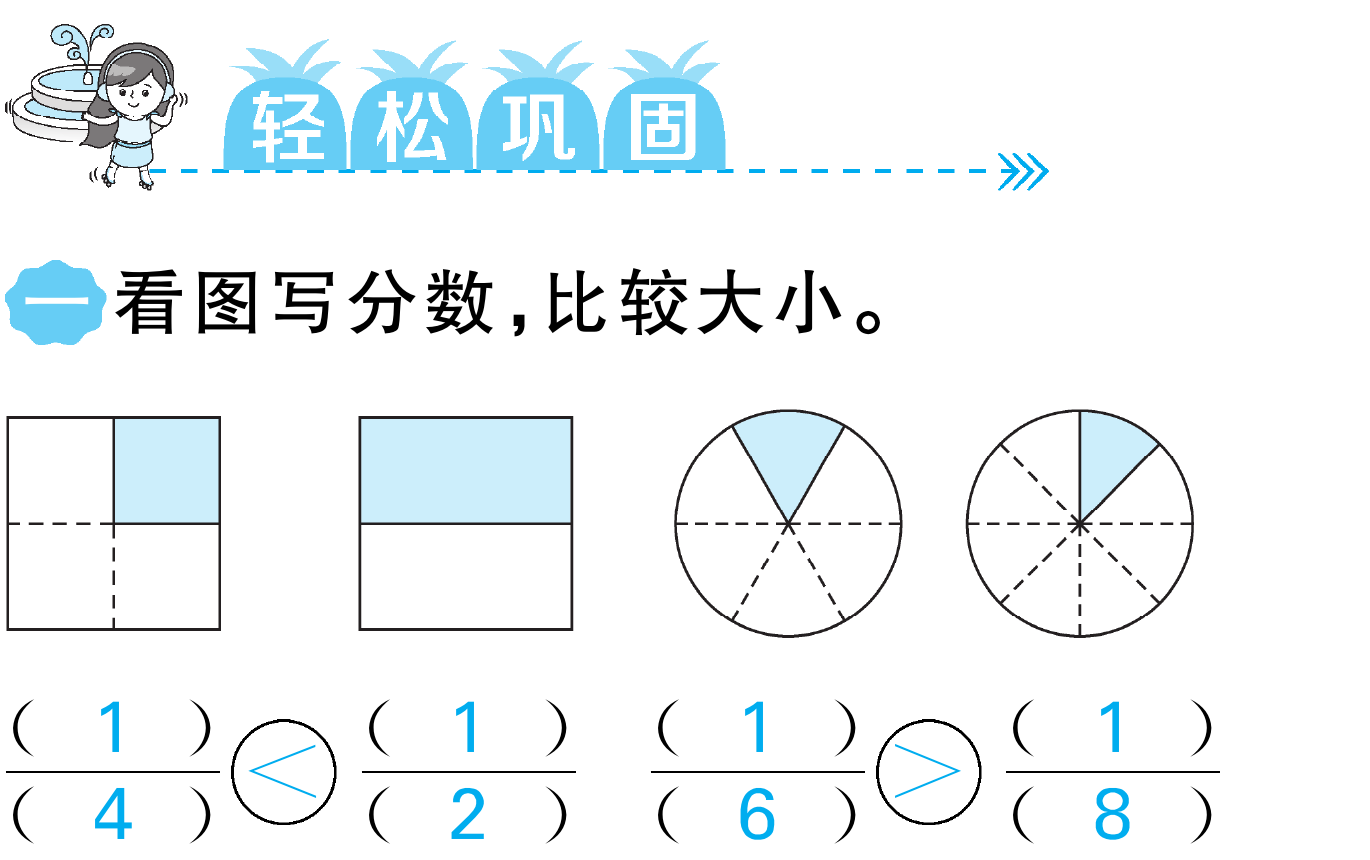 轻松巩固
一 看图写分数,比较大小。
( 1 ) ( 1 ) ( 1 ) ( 1 )
< >
( 4 ) ( 2 ) ( 6 ) ( 8 )